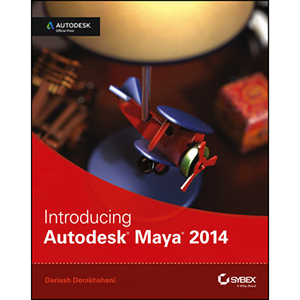 AUTODESK
Official Press
Introducing
Autodesk® Maya® 2014
Dariush Derakhshani
SYBEX
A Wiley Brand